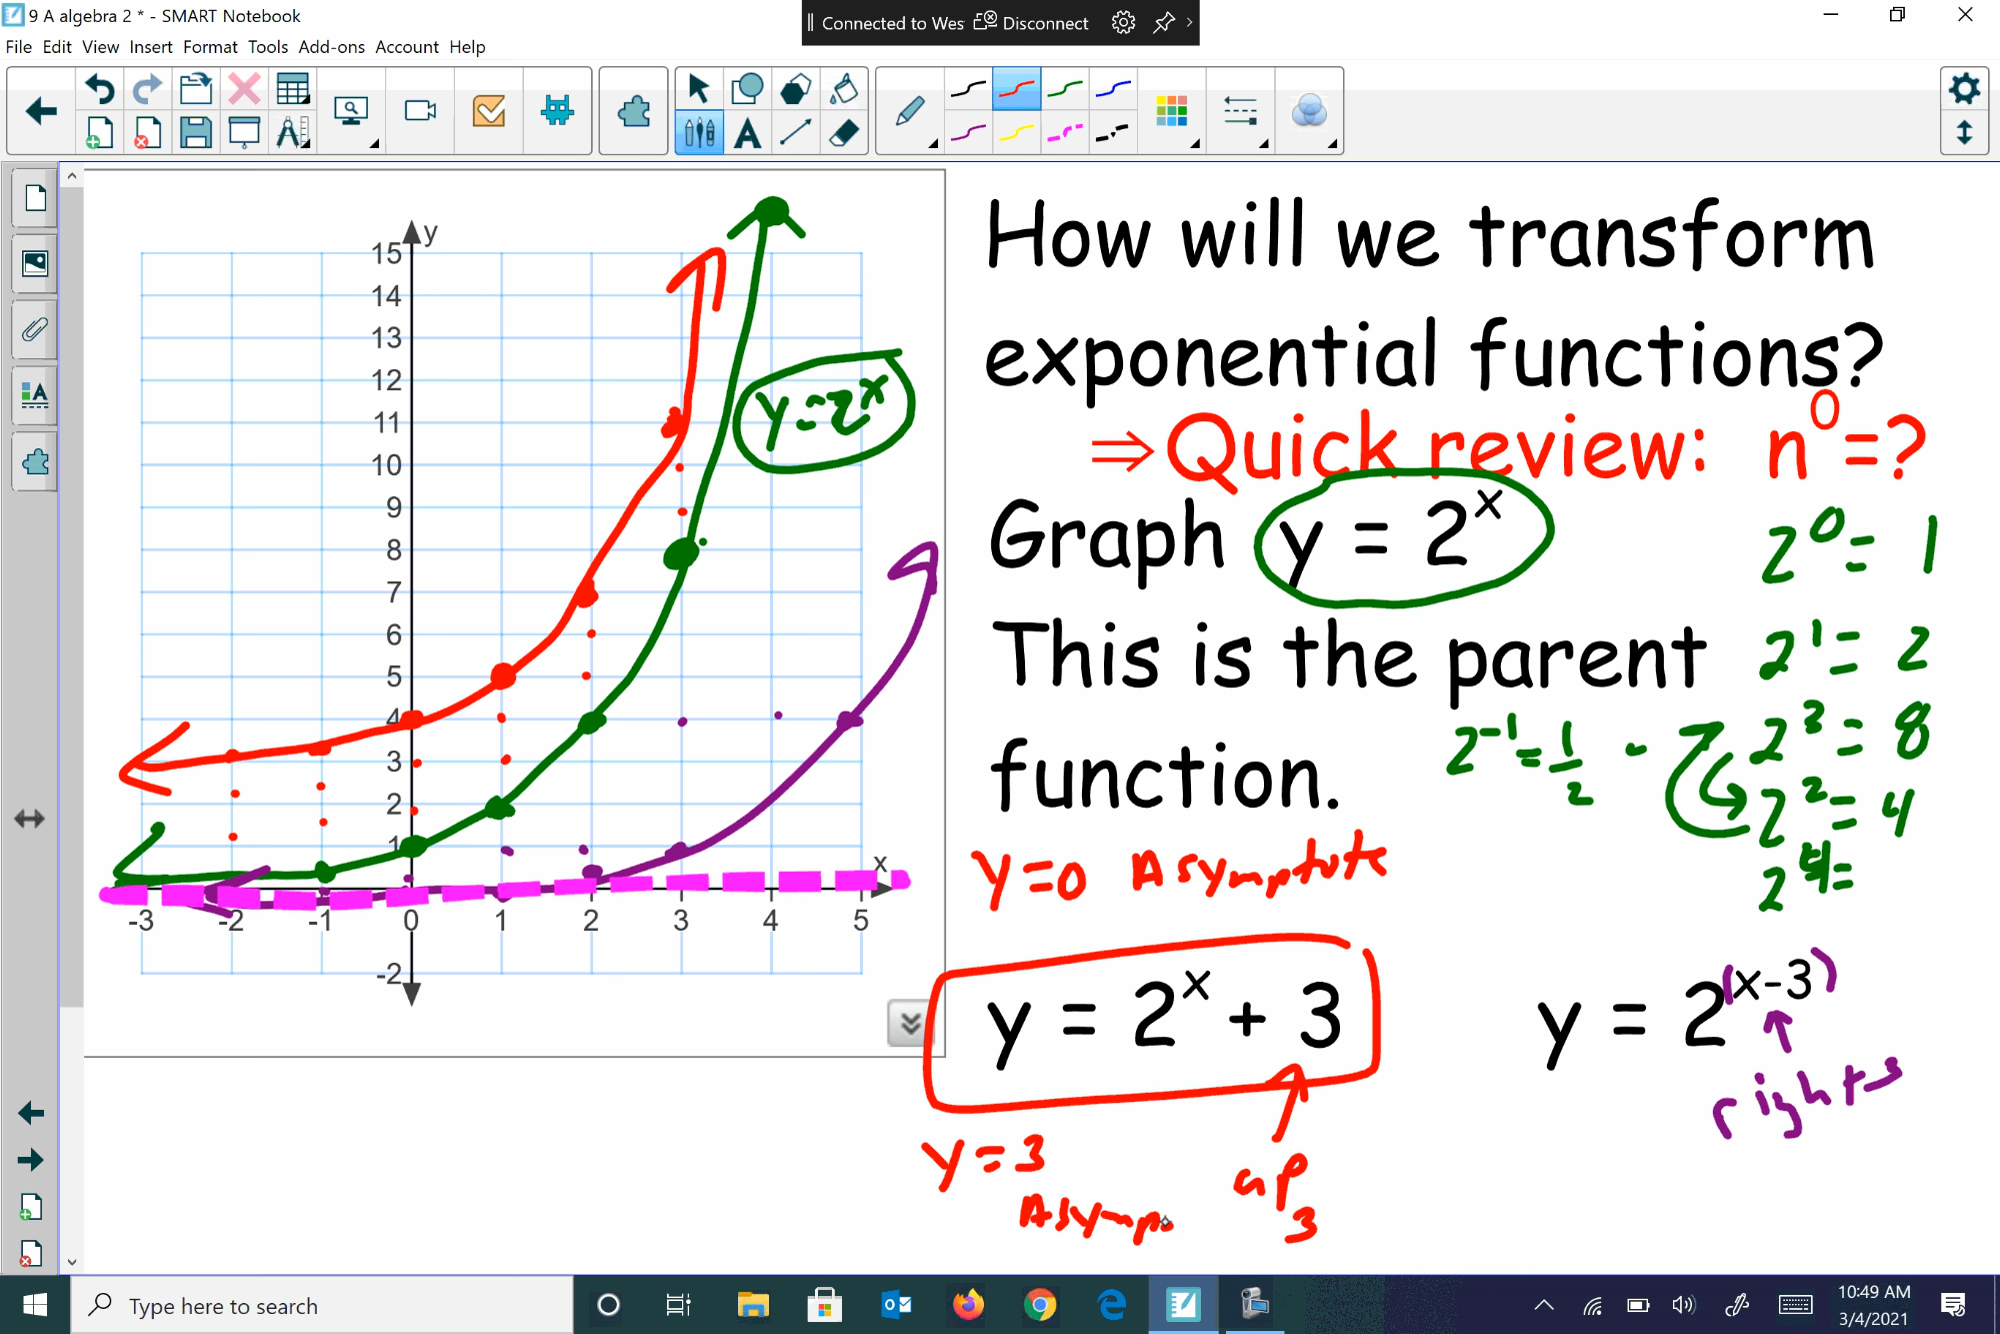 9 A algebra 2 * - SMART Notebook
Connected to Wes Disconnect
File Edit View Insert Format Tools Add-ons Account Help
How will we transform
exponential functions?
⇒ Quick review: n⁰=?
Graph y = 2ˣ
2⁰= 1
This is the parent
2¹= 2
function.
2⁻¹=1/2
2³= 8
2²= 4
2⁴=
y=0 Asymptote
y = 2ˣ + 3
y = 2⁽ˣ⁻³⁾
right 3
y=3
Asymp
up
3
y
15
14
13
12
11
10
9
8
7
6
5
4
3
2
1
-2
y=2ˣ
x
-3 -2 -1 0 1 2 3 4 5
Type here to search
10:49 AM
3/4/2021